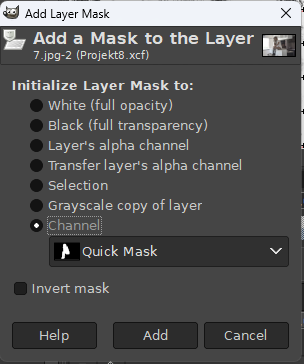 Add Layer Mask
Add a Mask to the Layer
7.jpg-2 (Projekt8.xcf)
Initialize Layer Mask to:
White (full opacity)
Black (full transparency)
Layer's alpha channel
Transfer layer's alpha channel
Selection
Grayscale copy of layer
Channel
Quick Mask
Invert mask
Help
Add
Cancel